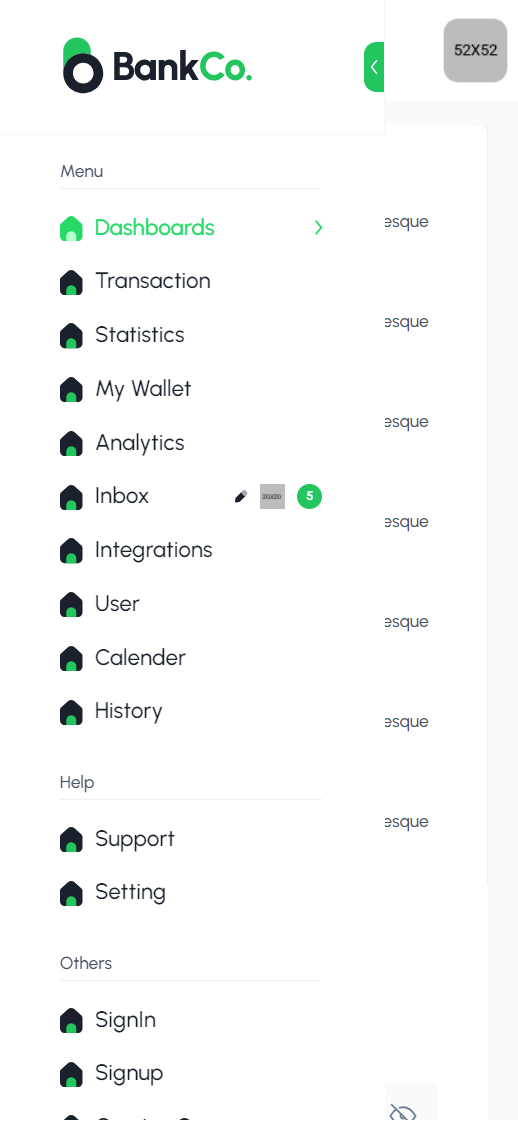 BankCo.
52X52
Menu
Dashboards
esque
Transaction
esque
Statistics
My Wallet
esque
Analytics
Inbox
20x20
5
esque
Integrations
User
esque
Calender
History
esque
Help
esque
Support
Setting
Others
SignIn
Signup